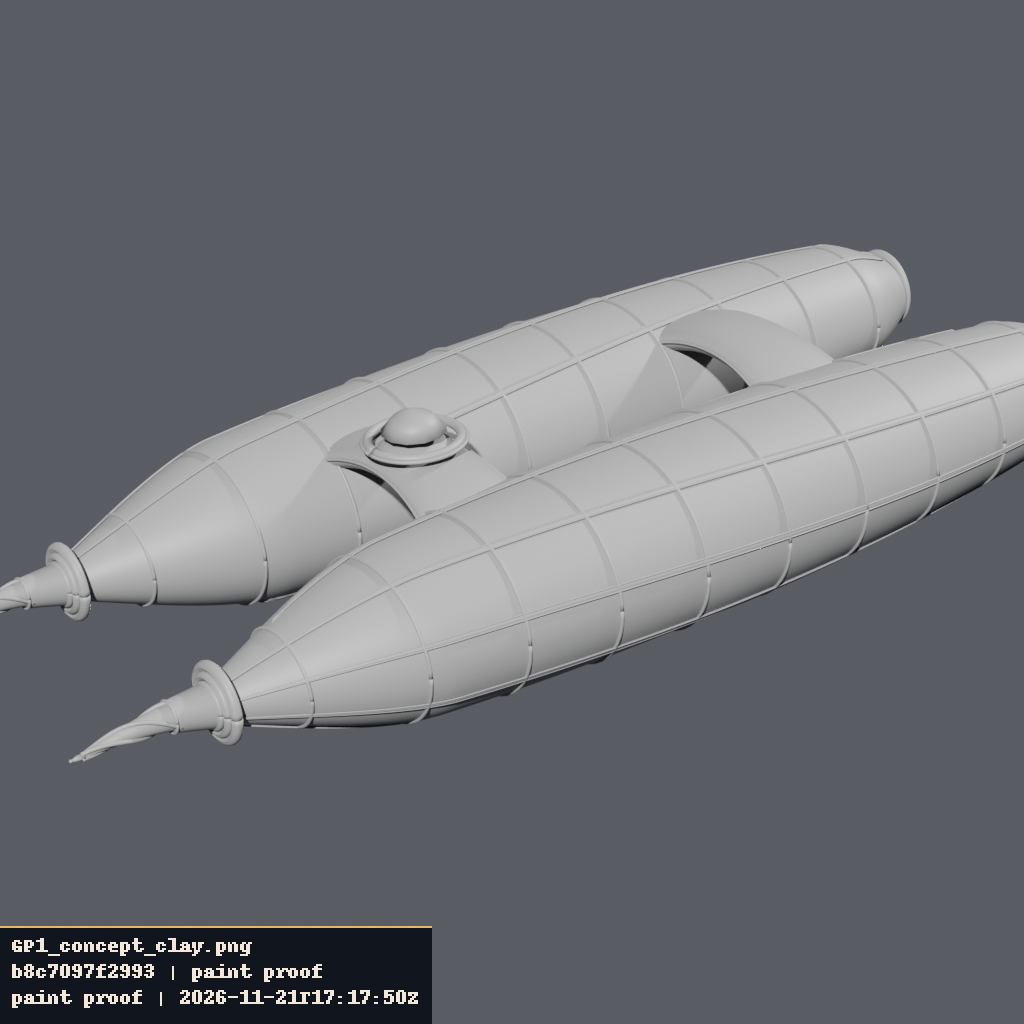 GP1_concept_clay.png
b8c7097f2993 | paint proof
paint proof | 2026-11-21T17:17:50Z